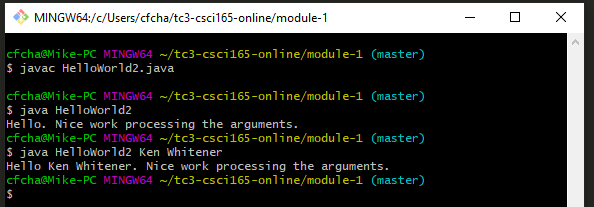 MINGW64:/c/Users/cfcha/tc3-csci165-online/module-1
cfcha@Mike-PC MINGW64 ~/tc3-csci165-online/module-1 (master)
$ javac HelloWorld2.java
cfcha@Mike-PC MINGW64 ~/tc3-csci165-online/module-1 (master)
$ java HelloWorld2
Hello. Nice work processing the arguments.
cfcha@Mike-PC MINGW64 ~/tc3-csci165-online/module-1 (master)
$ java HelloWorld2 Ken Whitener
Hello Ken Whitener. Nice work processing the arguments.
cfcha@Mike-PC MINGW64 ~/tc3-csci165-online/module-1 (master)
$